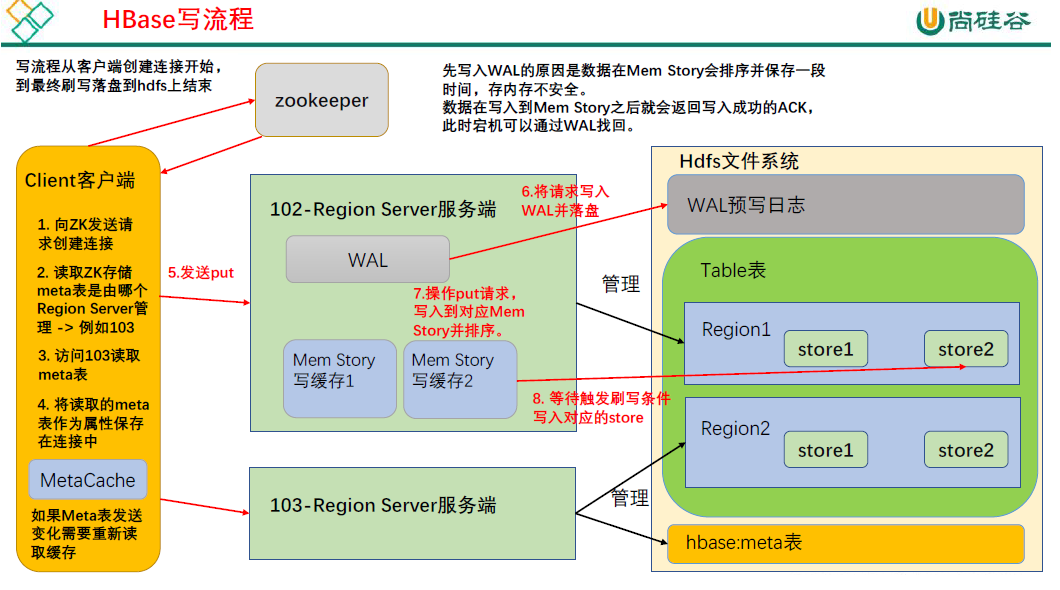 HBase写流程
尚硅谷
写流程从客户端创建连接开始，
到最终刷写落盘到hdfs上结束
zookeeper
先写入WAL的原因是数据在Mem Story会排序并保存一段
时间，存内存不安全。
数据在写入到Mem Story之后就会返回写入成功的ACK，
此时宕机可以通过WAL找回。
Client客户端
1. 向ZK发送请
求创建连接
2. 读取ZK存储
meta表是由哪个
Region Server管
理 -> 例如103
3. 访问103读取
meta表
4. 将读取的meta
表作为属性保存
在连接中
MetaCache
如果Meta表发送
变化需要重新读
取缓存
5.发送put
102-Region Server服务端
WAL
6.将请求写入
WAL并落盘
7.操作put请求，
写入到对应Mem
Story并排序。
Mem Story
写缓存1
Mem Story
写缓存2
8. 等待触发刷写条件
写入对应的store
103-Region Server服务端
管理
管理
Hdfs文件系统
WAL预写日志
Table表
Region1
store1
store2
Region2
store1
store2
hbase:meta表